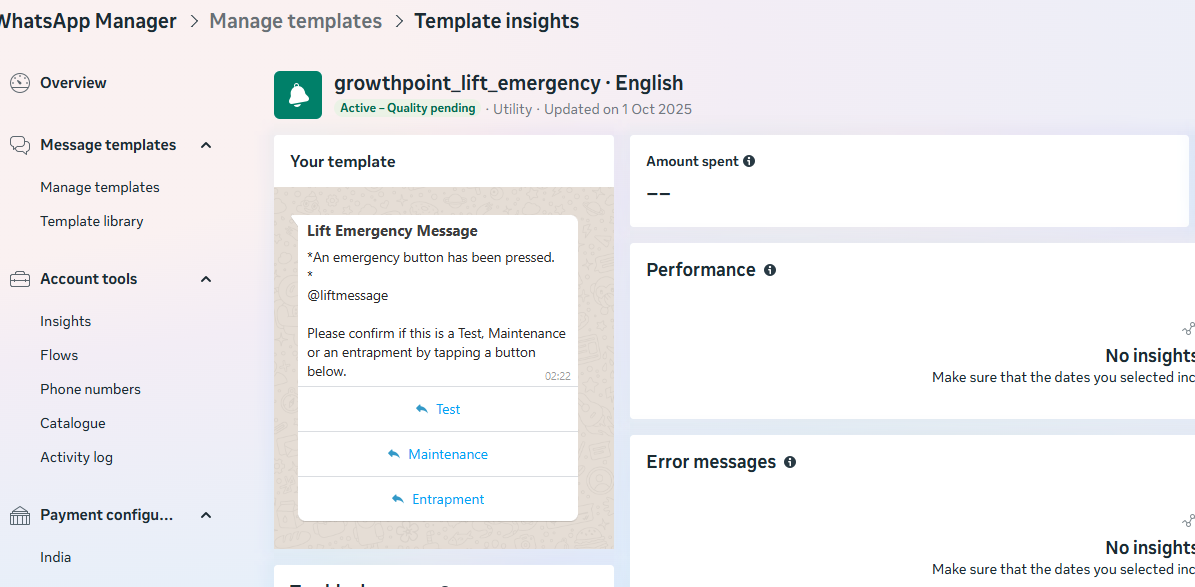 WhatsApp Manager > Manage templates > Template insights
Overview
Message templates
Manage templates
Template library
Account tools
Insights
Flows
Phone numbers
Catalogue
Activity log
Payment configu...
India
growthpoint_lift_emergency · English
Active – Quality pending · Utility · Updated on 1 Oct 2025
Your template
Lift Emergency Message
*An emergency button has been pressed.
*
@liftmessage
Please confirm if this is a Test, Maintenance
or an entrapment by tapping a button
below.
02:22
Test
Maintenance
Entrapment
Amount spent
––
Performance
No insights
Make sure that the dates you selected inc
Error messages
No insights
Make sure that the dates you selected inc